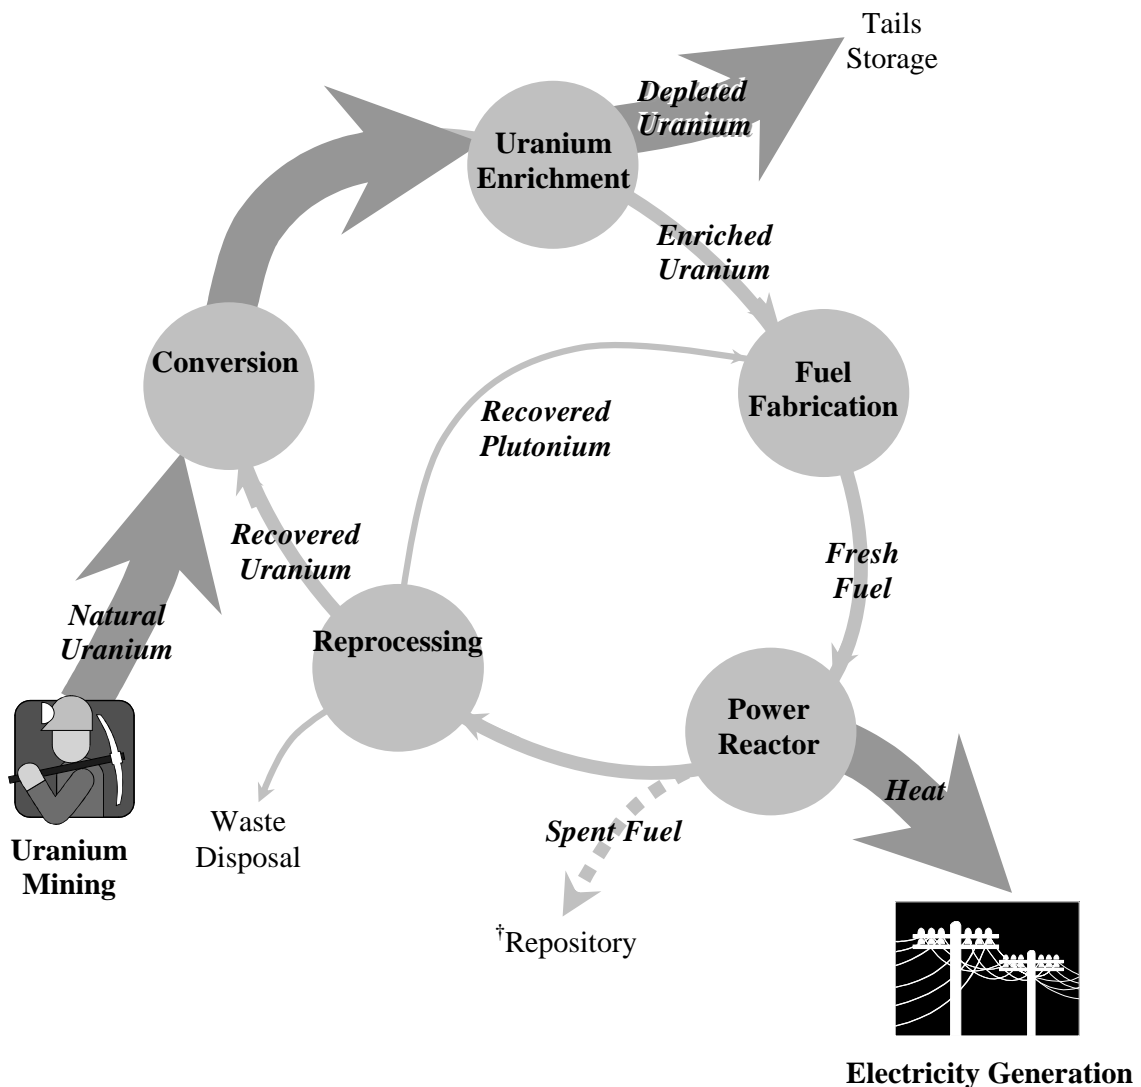 Tails
Storage
Depleted
Uranium
Uranium
Enrichment
Enriched
Uranium
Conversion
Fuel
Fabrication
Recovered
Plutonium
Recovered
Uranium
Fresh
Fuel
Natural
Uranium
Reprocessing
Power
Reactor
Heat
Waste
Disposal
Spent Fuel
Uranium
Mining
†Repository
Electricity Generation